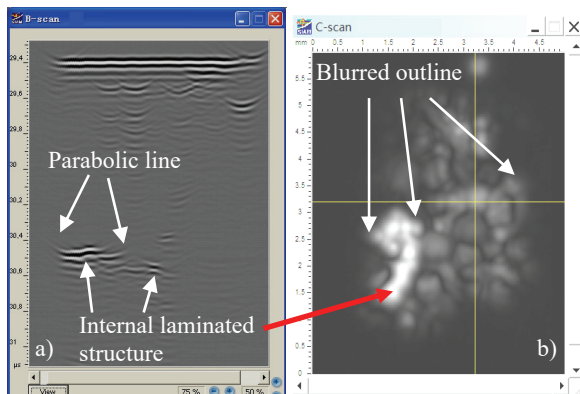 B-scan
29,4
29,6
29,8
30
Parabolic line
30,4
30,6
30,8
Internal laminated
structure
31
a)
µs
View
75 %
50 %
C-scan
mm
0 0.5 1 1.5 2 2.5 3 3.5 4 4.5
Blurred outline
5.5
5
4.5
4
3.5
3
2.5
2
1.5
1
0.5
0
b)